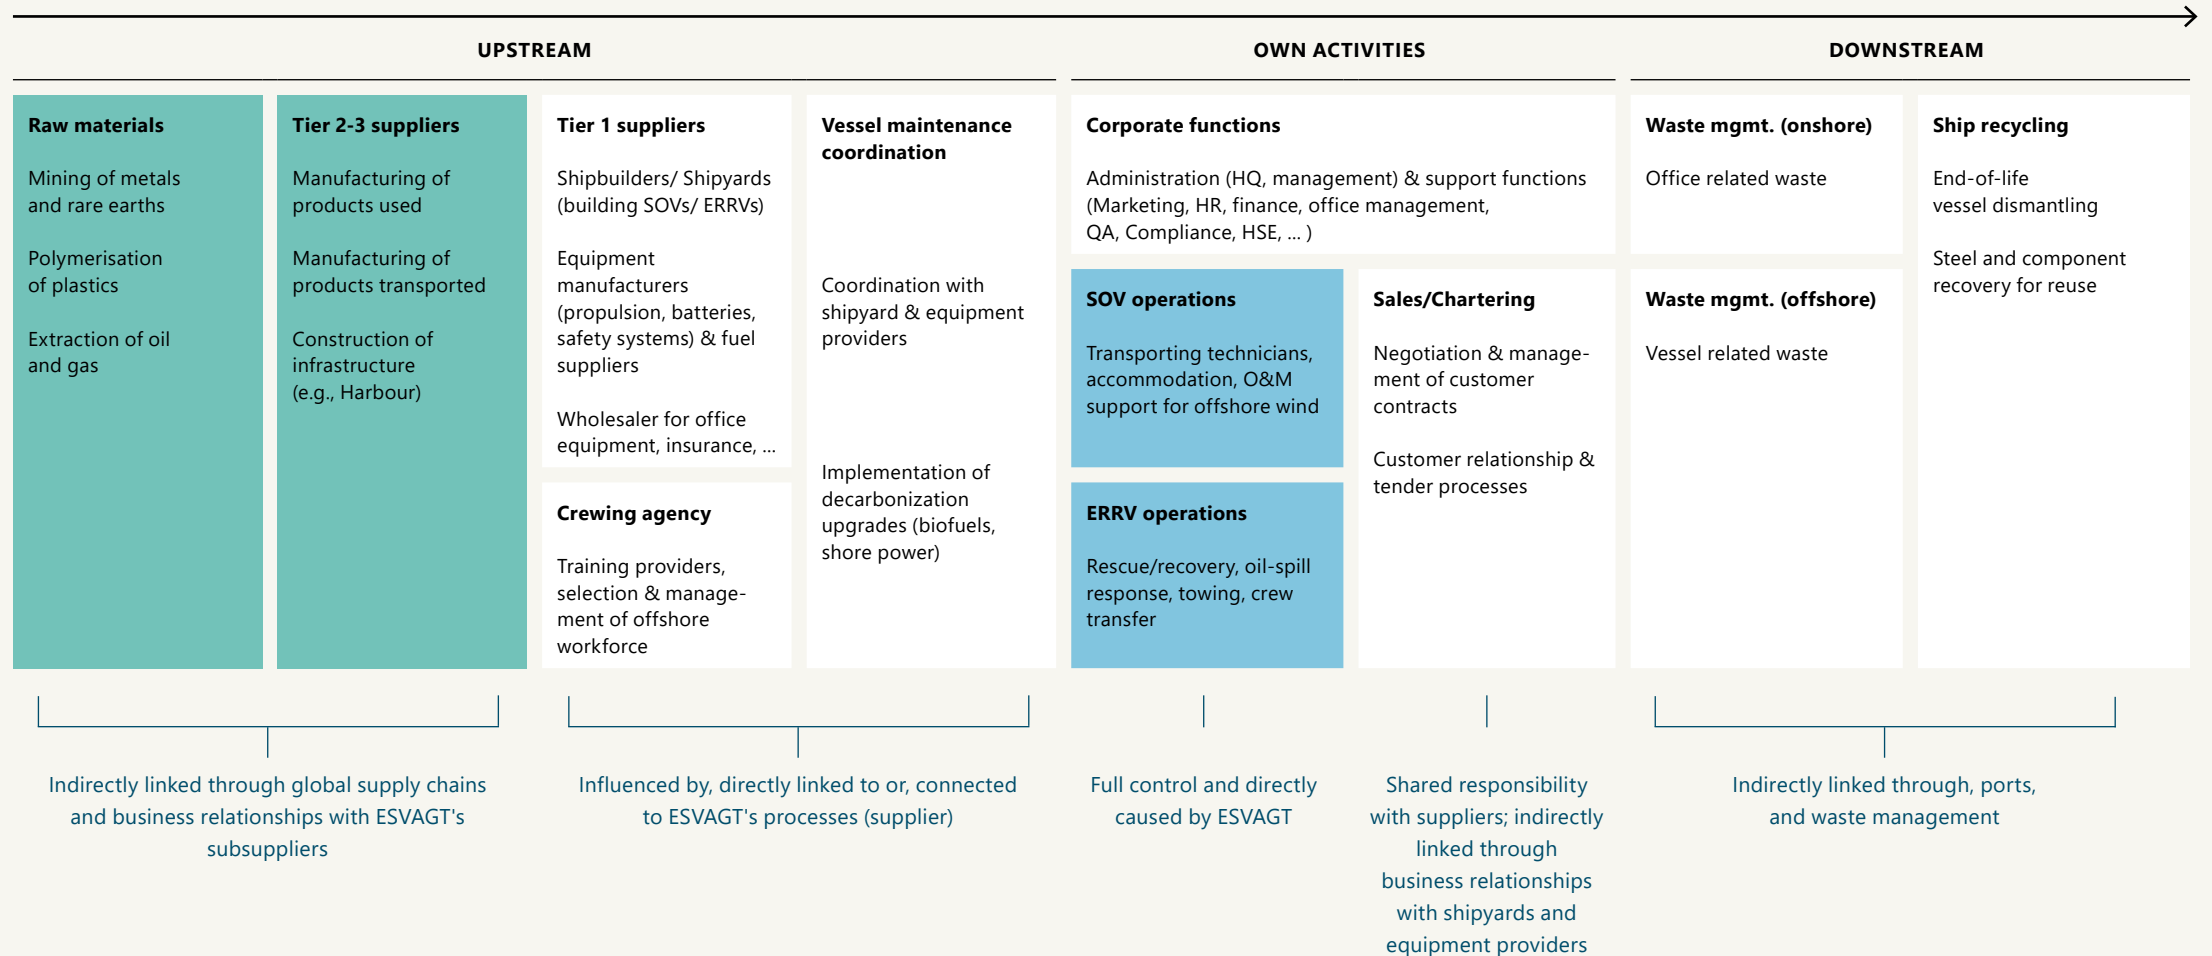 UPSTREAM
OWN ACTIVITIES
DOWNSTREAM
Raw materials
Mining of metals
and rare earths
Polymerisation
of plastics
Extraction of oil
and gas
Tier 2-3 suppliers
Manufacturing of
products used
Manufacturing of
products transported
Construction of
infrastructure
(e.g., Harbour)
Tier 1 suppliers
Shipbuilders/ Shipyards
(building SOVs/ ERRVs)
Equipment
manufacturers
(propulsion, batteries,
safety systems) & fuel
suppliers
Wholesaler for office
equipment, insurance, ...
Crewing agency
Training providers,
selection & manage-
ment of offshore
workforce
Vessel maintenance
coordination
Coordination with
shipyard & equipment
providers
Implementation of
decarbonization
upgrades (biofuels,
shore power)
Corporate functions
Administration (HQ, management) & support functions
(Marketing, HR, finance, office management,
QA, Compliance, HSE, ... )
SOV operations
Transporting technicians,
accommodation, O&M
support for offshore wind
ERRV operations
Rescue/recovery, oil-spill
response, towing, crew
transfer
Sales/Chartering
Negotiation & manage-
ment of customer
contracts
Customer relationship &
tender processes
Waste mgmt. (onshore)
Office related waste
Waste mgmt. (offshore)
Vessel related waste
Ship recycling
End-of-life
vessel dismantling
Steel and component
recovery for reuse
Indirectly linked through global supply chains
and business relationships with ESVAGT's
subsuppliers
Influenced by, directly linked to or, connected
to ESVAGT's processes (supplier)
Full control and directly
caused by ESVAGT
Shared responsibility
with suppliers; indirectly
linked through
business relationships
with shipyards and
equipment providers
Indirectly linked through, ports,
and waste management